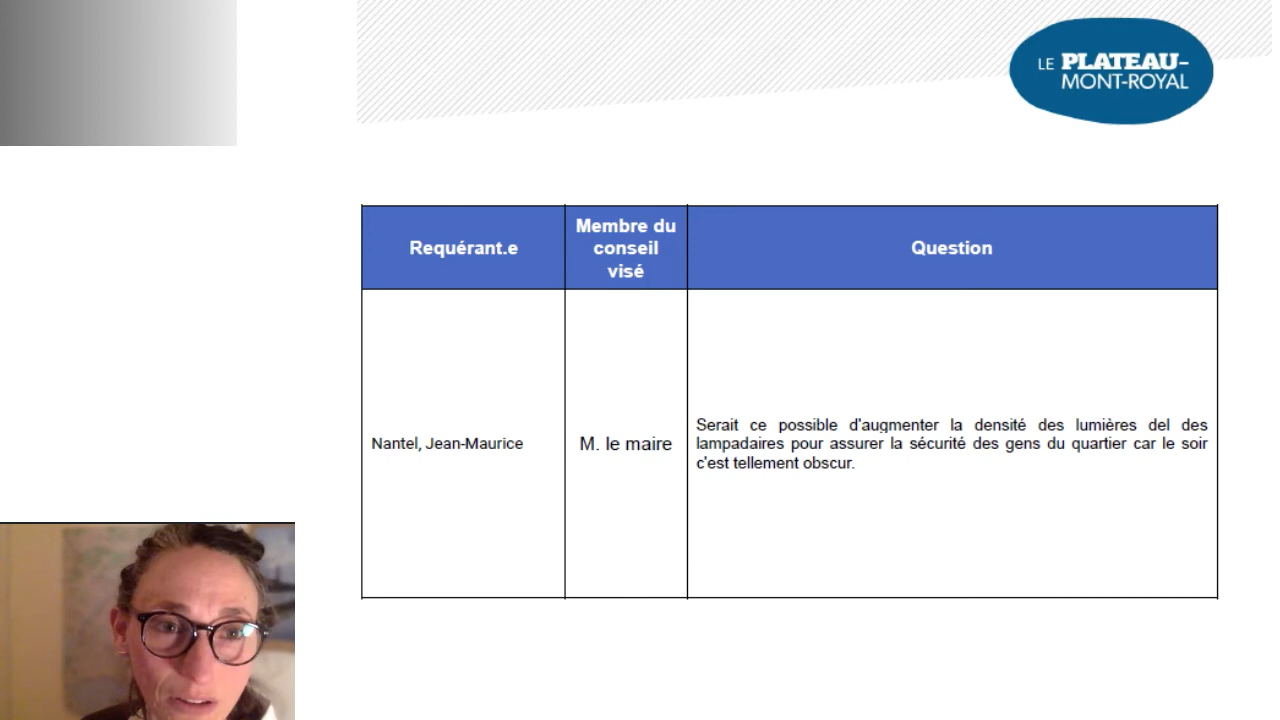 LE PLATEAU-
MONT-ROYAL
Requérant.e
Membre du
conseil
visé
Question
Nantel, Jean-Maurice
M. le maire
Serait ce possible d'augmenter la densité des lumières del des
lampadaires pour assurer la sécurité des gens du quartier car le soir
c'est tellement obscur.